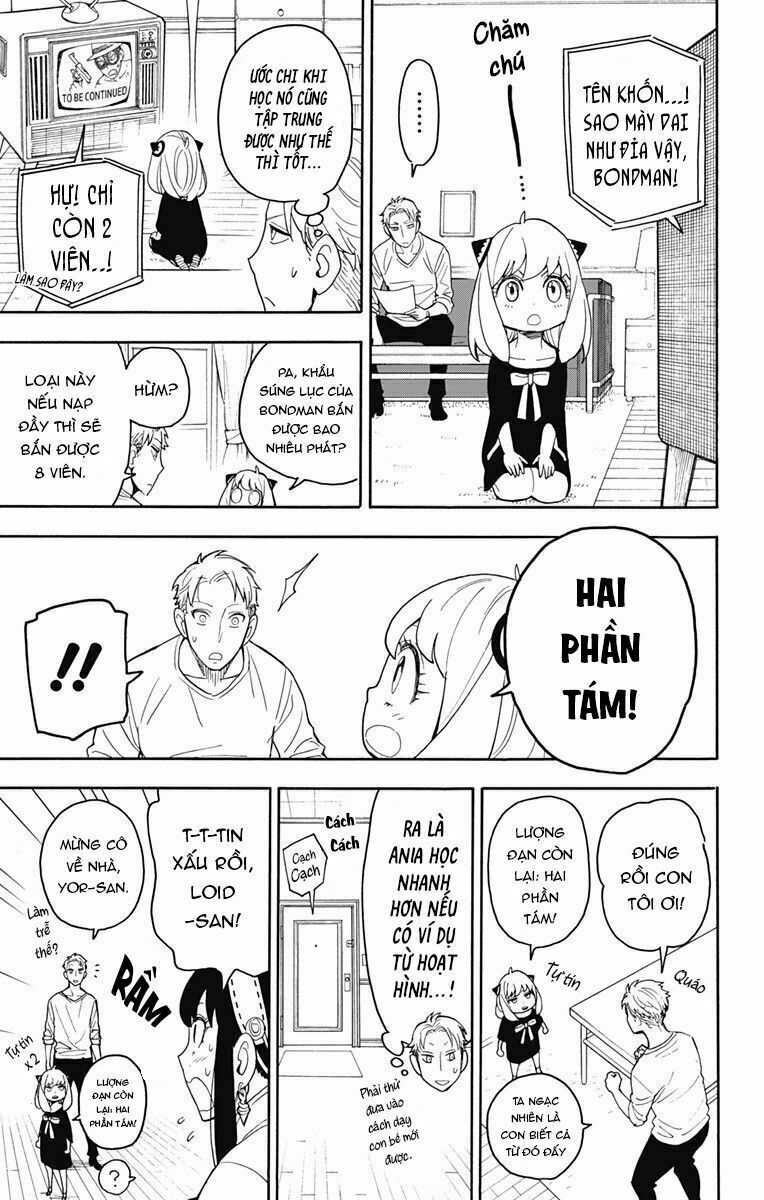 TÊN KHỐN...!
SAO MÀY DAI
NHƯ ĐỈA VẬY,
BONDMAN!
Chăm
chú
ƯỚC CHI KHI
HỌC NÓ CŨNG
TẬP TRUNG
ĐƯỢC NHƯ THẾ
THÌ TỐT...
TO BE CONTINUED
HỰ! CHỈ
CÒN 2
VIÊN...!
LÀM SAO ĐÂY?
PA, KHẨU
SÚNG LỤC CỦA
BONDMAN BẮN
ĐƯỢC BAO
NHIÊU PHÁT?
HỪM?
LOẠI NÀY
NẾU NẠP
ĐẦY THÌ SẼ
BẮN ĐƯỢC
8 VIÊN.
HAI
PHẦN
TÁM!
!!
ĐÚNG
RỒI CON
TÔI ƠI!
LƯỢNG
ĐẠN CÒN
LẠI: HAI
PHẦN
TÁM!
Tự tin
Quáo
TA NGẠC
NHIÊN LÀ
CON BIẾT CẢ
TỪ ĐÓ ĐẤY
RA LÀ
ANIA HỌC
NHANH
HƠN NẾU
CÓ VÍ DỤ
TỪ HOẠT
HÌNH...!
Phải thử
đưa vào
cách dạy
con bé mới
được.
Cách
Cách
Cạch
Cạch
T-T-TIN
XẤU RỒI,
LOID
-SAN!
RẦM
MỪNG CÔ
VỀ NHÀ,
YOR-SAN.
Làm
trễ
thế?
Tự tin
x2
LƯỢNG
ĐẠN CÒN
LẠI: HAI
PHẦN TÁM!
?